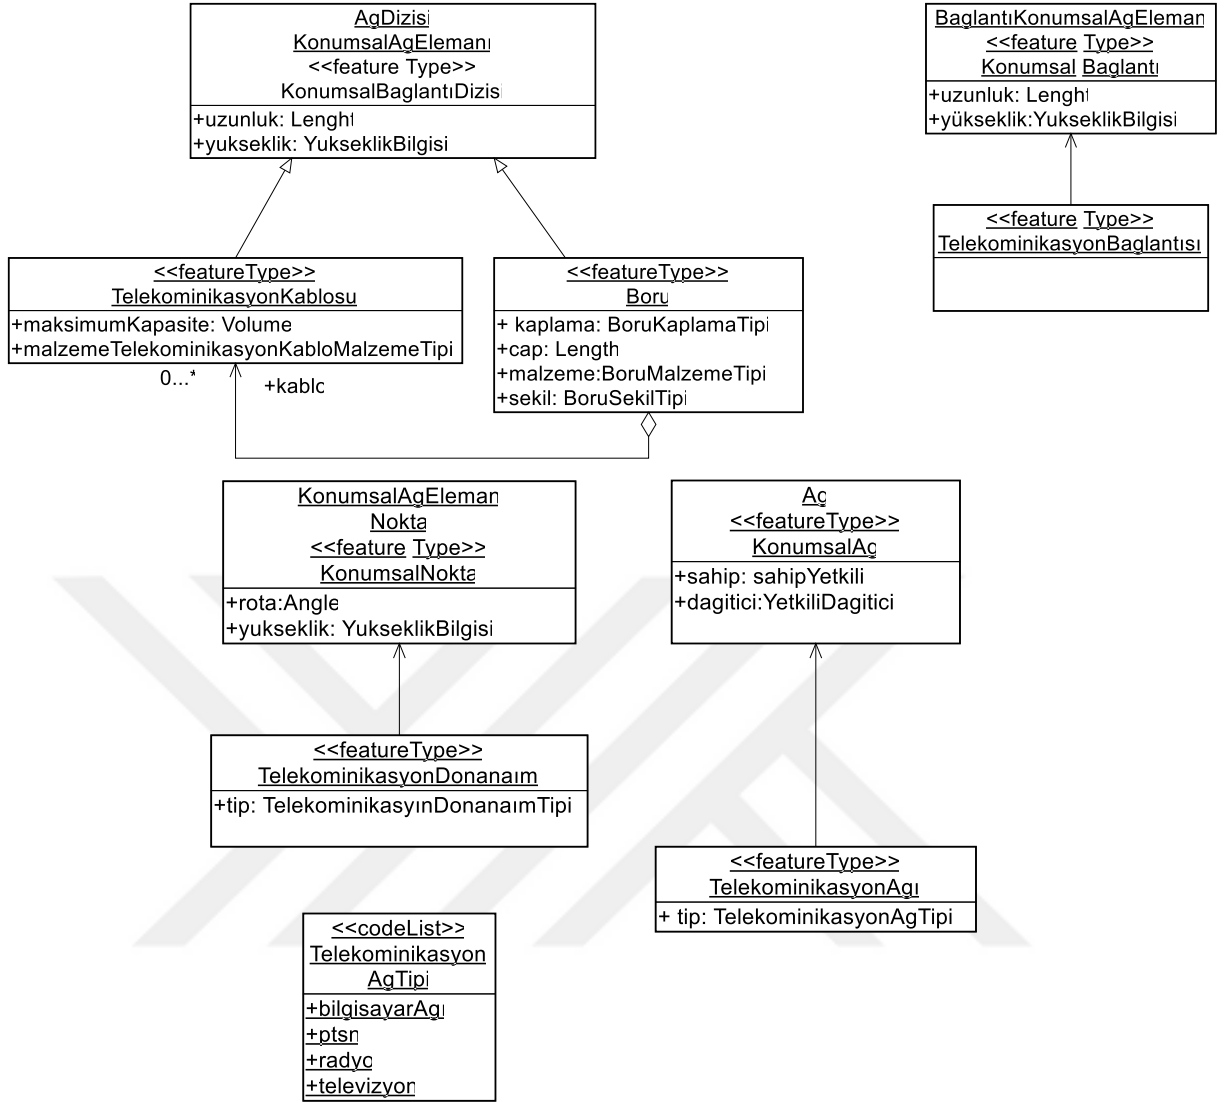 AgDizisi
KonumsalAgElemanı
<<feature Type>>
KonumsalBaglantıDizisi
+uzunluk: Lenght
+yukseklik: YukseklikBilgisi
BaglantıKonumsalAgEleman
<<feature Type>>
Konumsal Baglantı
+uzunluk: Lenght
+yükseklik:YukseklikBilgisi
<<feature Type>>
TelekominikasyonBaglantısı
<<featureType>>
TelekominikasyonKablosu
+maksimumKapasite: Volume
+malzemeTelekominikasyonKabloMalzemeTipi
0...*
+kablo
<<featureType>>
Boru
+ kaplama: BoruKaplamaTipi
+cap: Length
+malzeme:BoruMalzemeTipi
+sekil: BoruSekilTipi
KonumsalAgEleman
Nokta
<<feature Type>>
KonumsalNokta
+rota:Angle
+yukseklik: YukseklikBilgisi
Ag
<<featureType>>
KonumsalAg
+sahip: sahipYetkili
+dagitici:YetkiliDagitici
<<featureType>>
TelekominikasyonDonanaım
+tip: TelekominikasyınDonanaımTipi
<<featureType>>
TelekominikasyonAgı
+ tip: TelekominikasyonAgTipi
<<codeList>>
Telekominikasyon
AgTipi
+bilgisayarAgı
+ptsn
+radyo
+televizyon